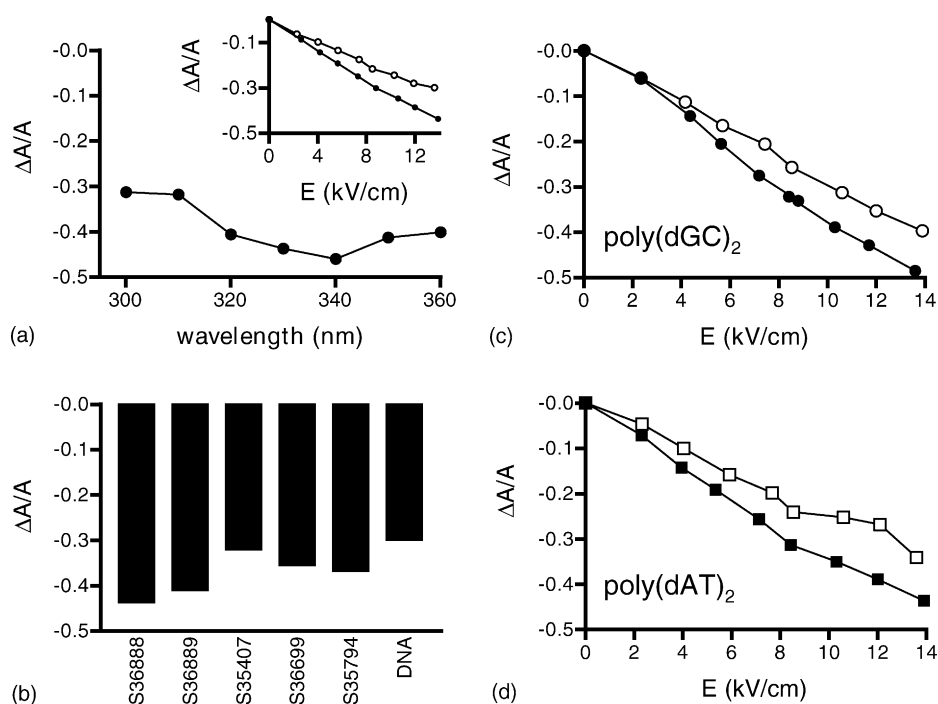 -0.0
-0.1
-0.2
-0.3
-0.4
-0.5
ΔA/A
300
320
340
360
wavelength (nm)
(a)
-0.1
-0.3
-0.5
ΔA/A
0
4
8
12
E (kV/cm)
-0.0
-0.1
-0.2
-0.3
-0.4
-0.5
ΔA/A
poly(dGC)2
0
2
4
6
8
10
12
14
E (kV/cm)
(c)
-0.0
-0.1
-0.2
-0.3
-0.4
-0.5
ΔA/A
S36888
S36889
S35407
S36699
S35794
DNA
(b)
-0.0
-0.1
-0.2
-0.3
-0.4
-0.5
ΔA/A
poly(dAT)2
0
2
4
6
8
10
12
14
E (kV/cm)
(d)